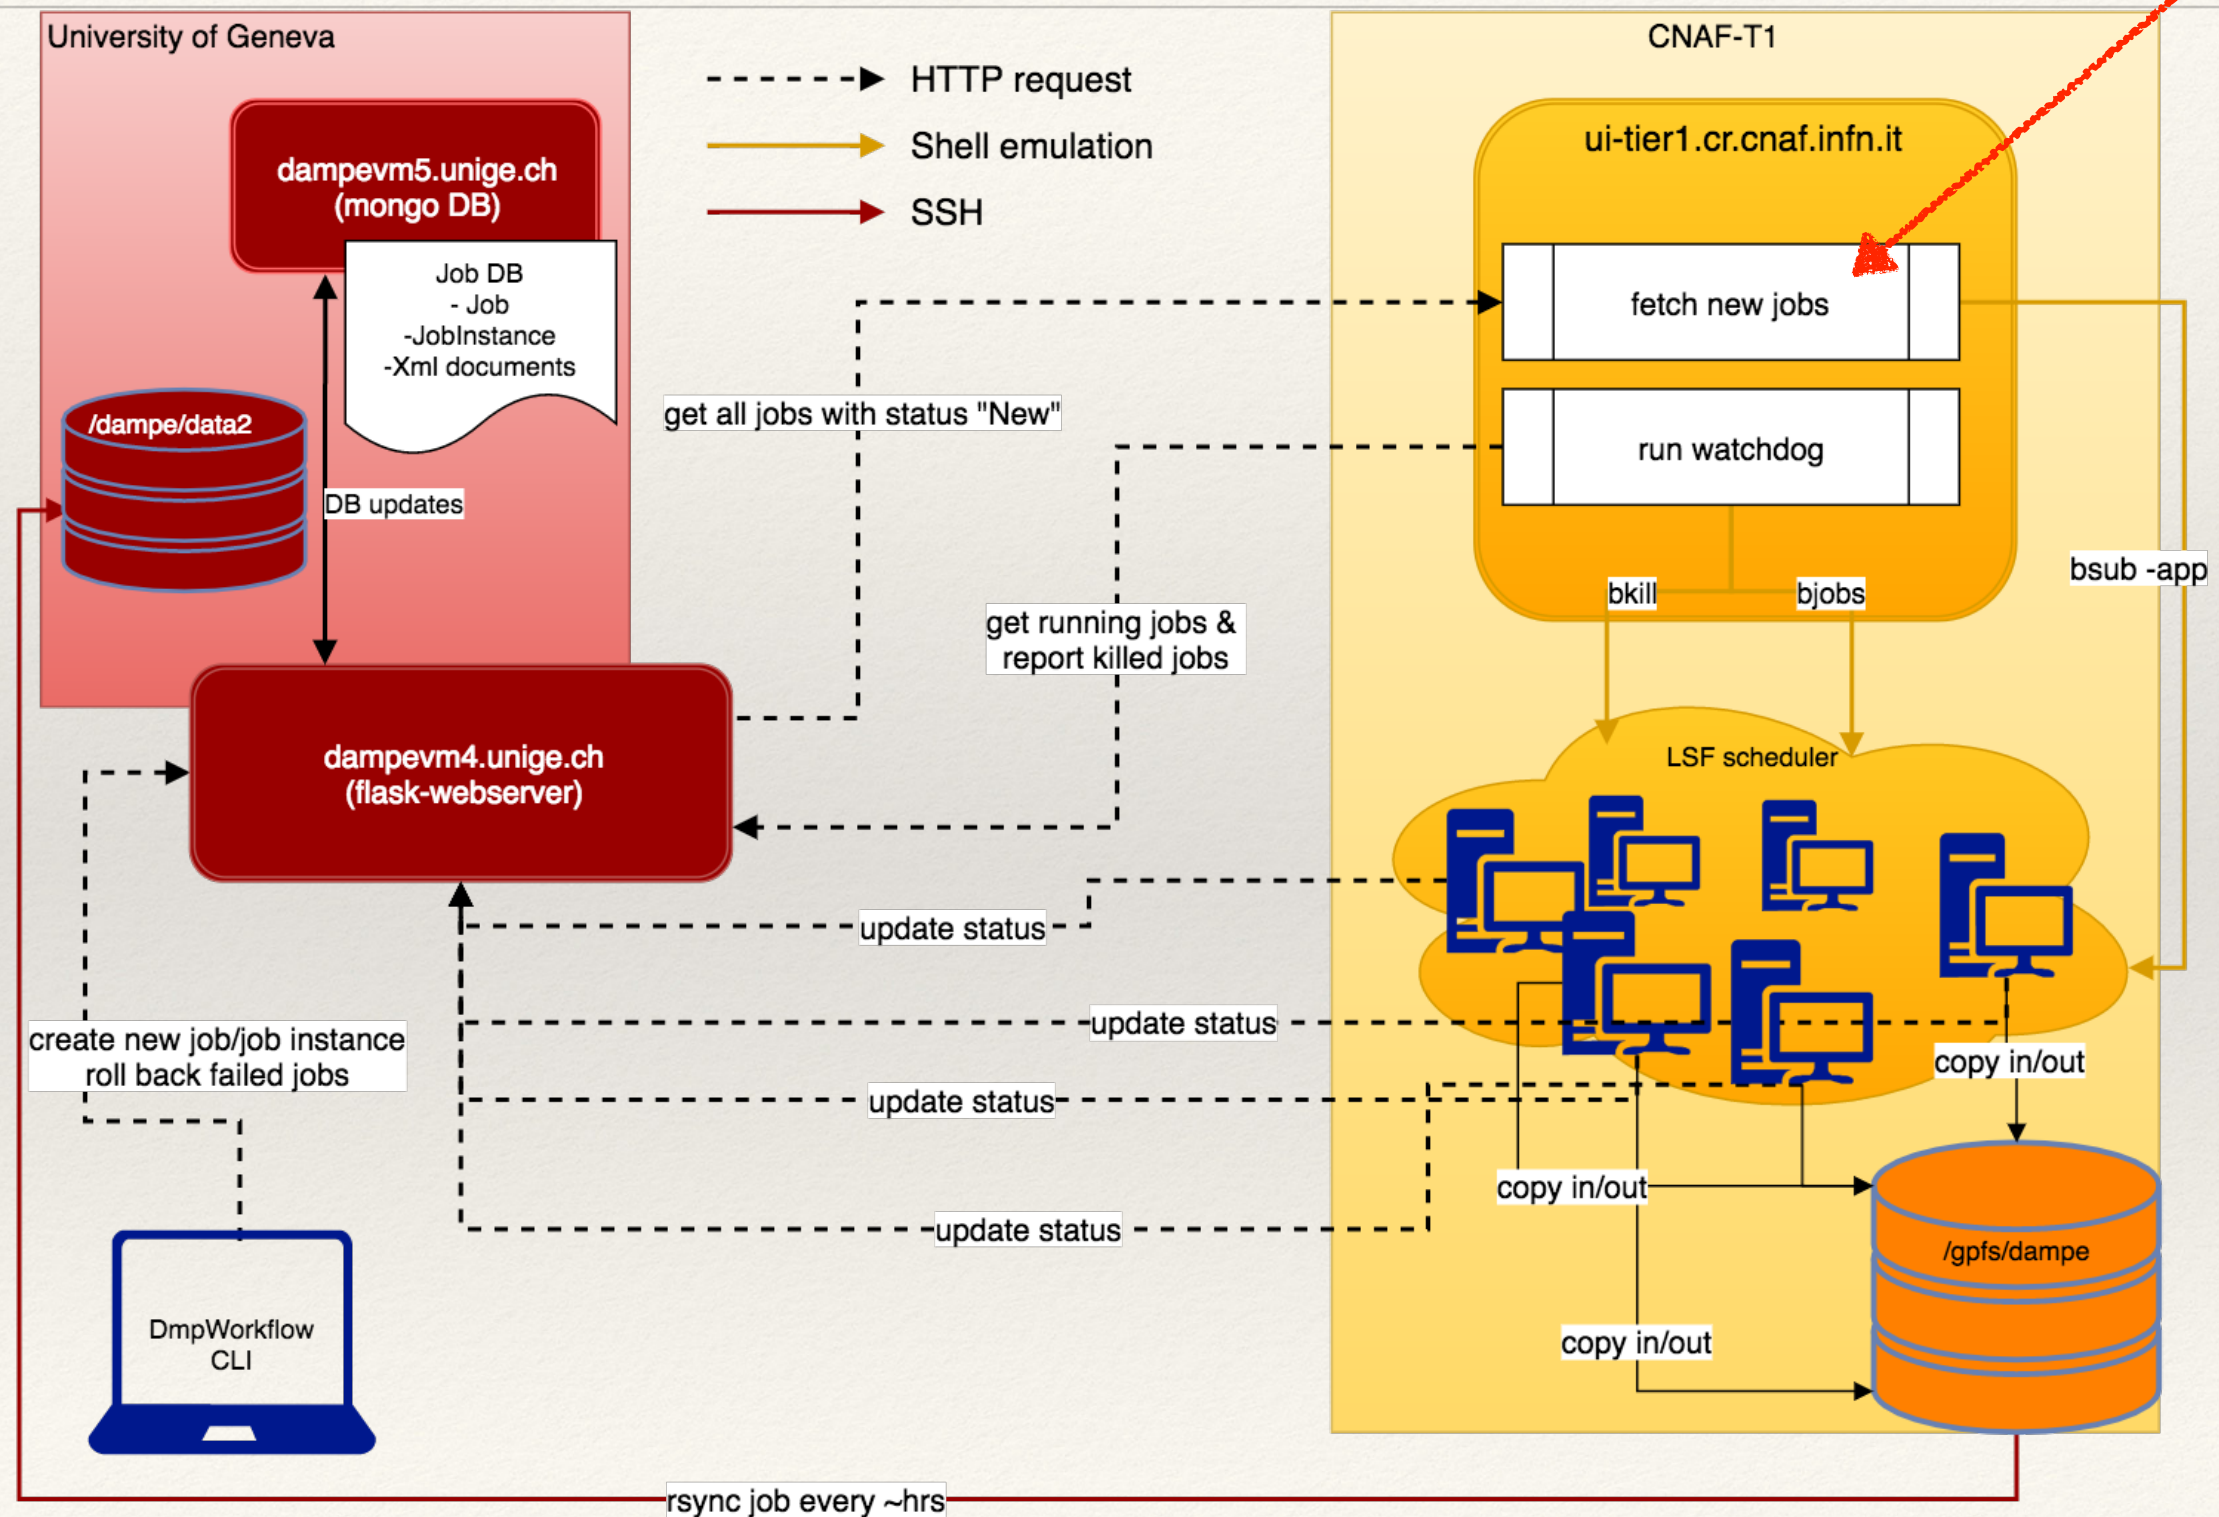 University of Geneva
dampevm5.unige.ch
(mongo DB)
Job DB
- Job
-JobInstance
-Xml documents
/dampe/data2
DB updates
dampevm4.unige.ch
(flask-webserver)
create new job/job instance
roll back failed jobs
DmpWorkflow
CLI
HTTP request
Shell emulation
SSH
get all jobs with status "New"
get running jobs &
report killed jobs
update status
update status
update status
update status
rsync job every ~hrs
CNAF-T1
ui-tier1.cr.cnaf.infn.it
fetch new jobs
run watchdog
bkill
bjobs
bsub -app
LSF scheduler
copy in/out
copy in/out
copy in/out
/gpfs/dampe